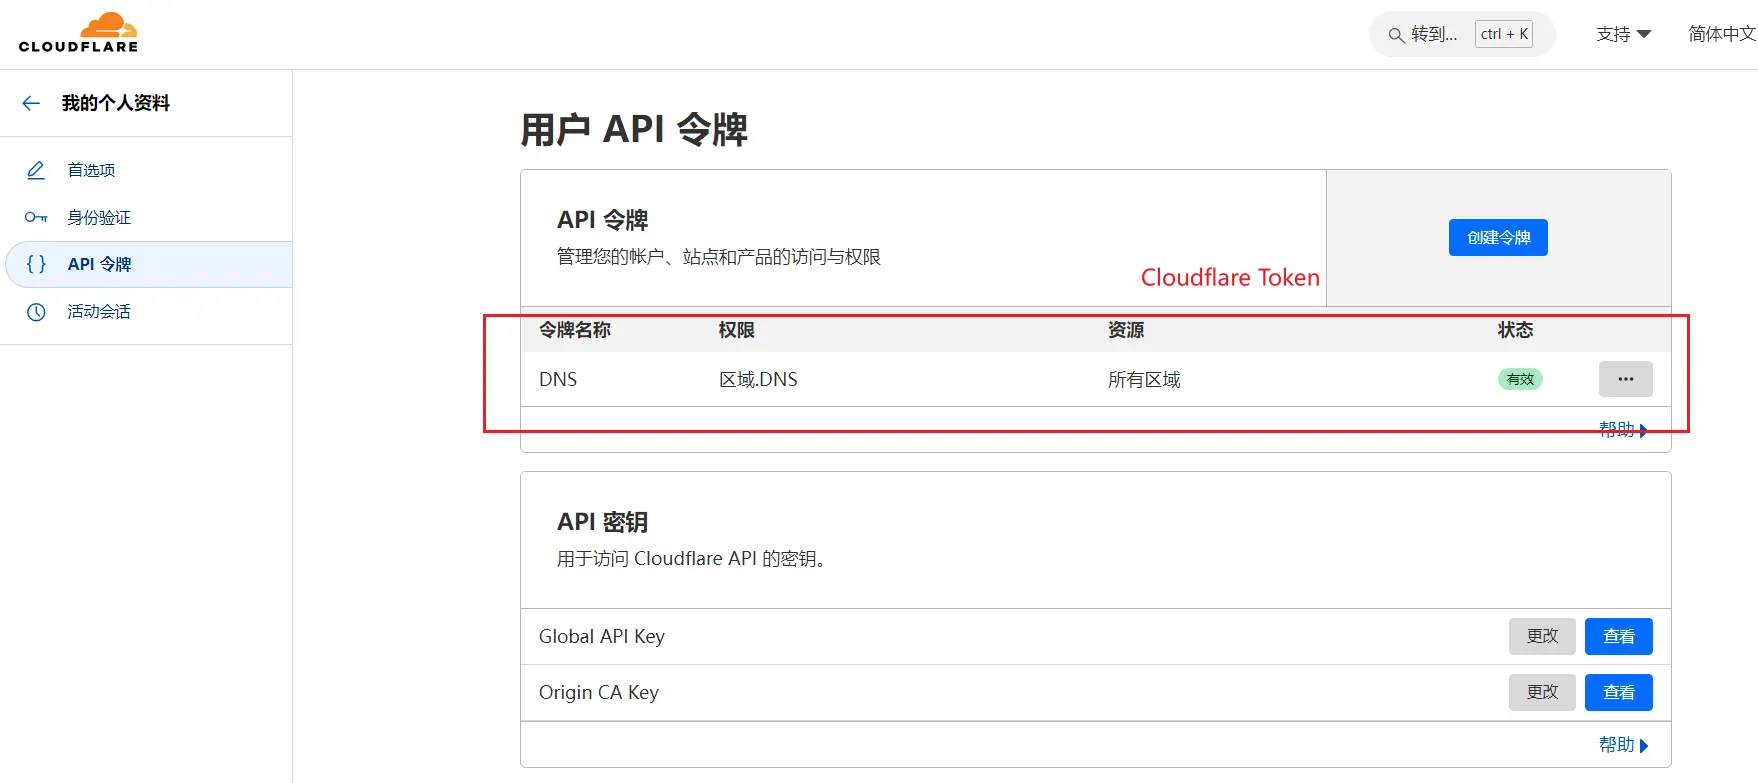 CLOUDFLARE
转到... ctrl + K
支持
简体中文
我的个人资料
首选项
身份验证
API 令牌
活动会话
用户 API 令牌
API 令牌
管理您的帐户、站点和产品的访问与权限
创建令牌
Cloudflare Token
令牌名称 权限 资源 状态
DNS 区域.DNS 所有区域 有效 ...
帮助
API 密钥
用于访问 Cloudflare API 的密钥。
Global API Key 更改 查看
Origin CA Key 更改 查看
帮助